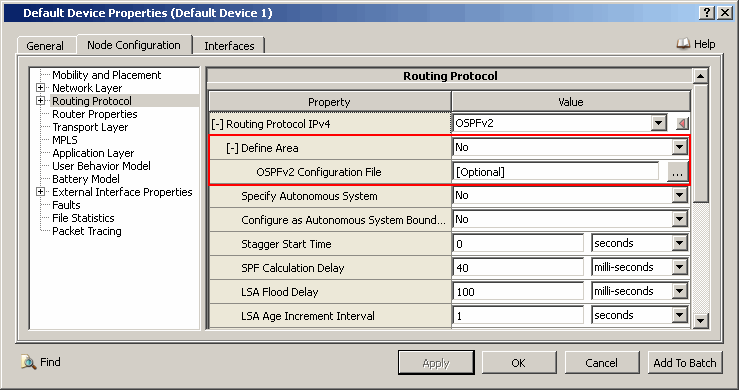 Default Device Properties (Default Device 1)
General Node Configuration Interfaces Help
Mobility and Placement
Network Layer
Routing Protocol
Router Properties
Transport Layer
MPLS
Application Layer
User Behavior Model
Battery Model
External Interface Properties
Faults
File Statistics
Packet Tracing
Routing Protocol
Property Value
[-] Routing Protocol IPv4 OSPFv2
[-] Define Area No
OSPFv2 Configuration File [Optional] ...
Specify Autonomous System No
Configure as Autonomous System Bound... No
Stagger Start Time 0 seconds
SPF Calculation Delay 40 milli-seconds
LSA Flood Delay 100 milli-seconds
LSA Age Increment Interval 1 seconds
Find Apply OK Cancel Add To Batch